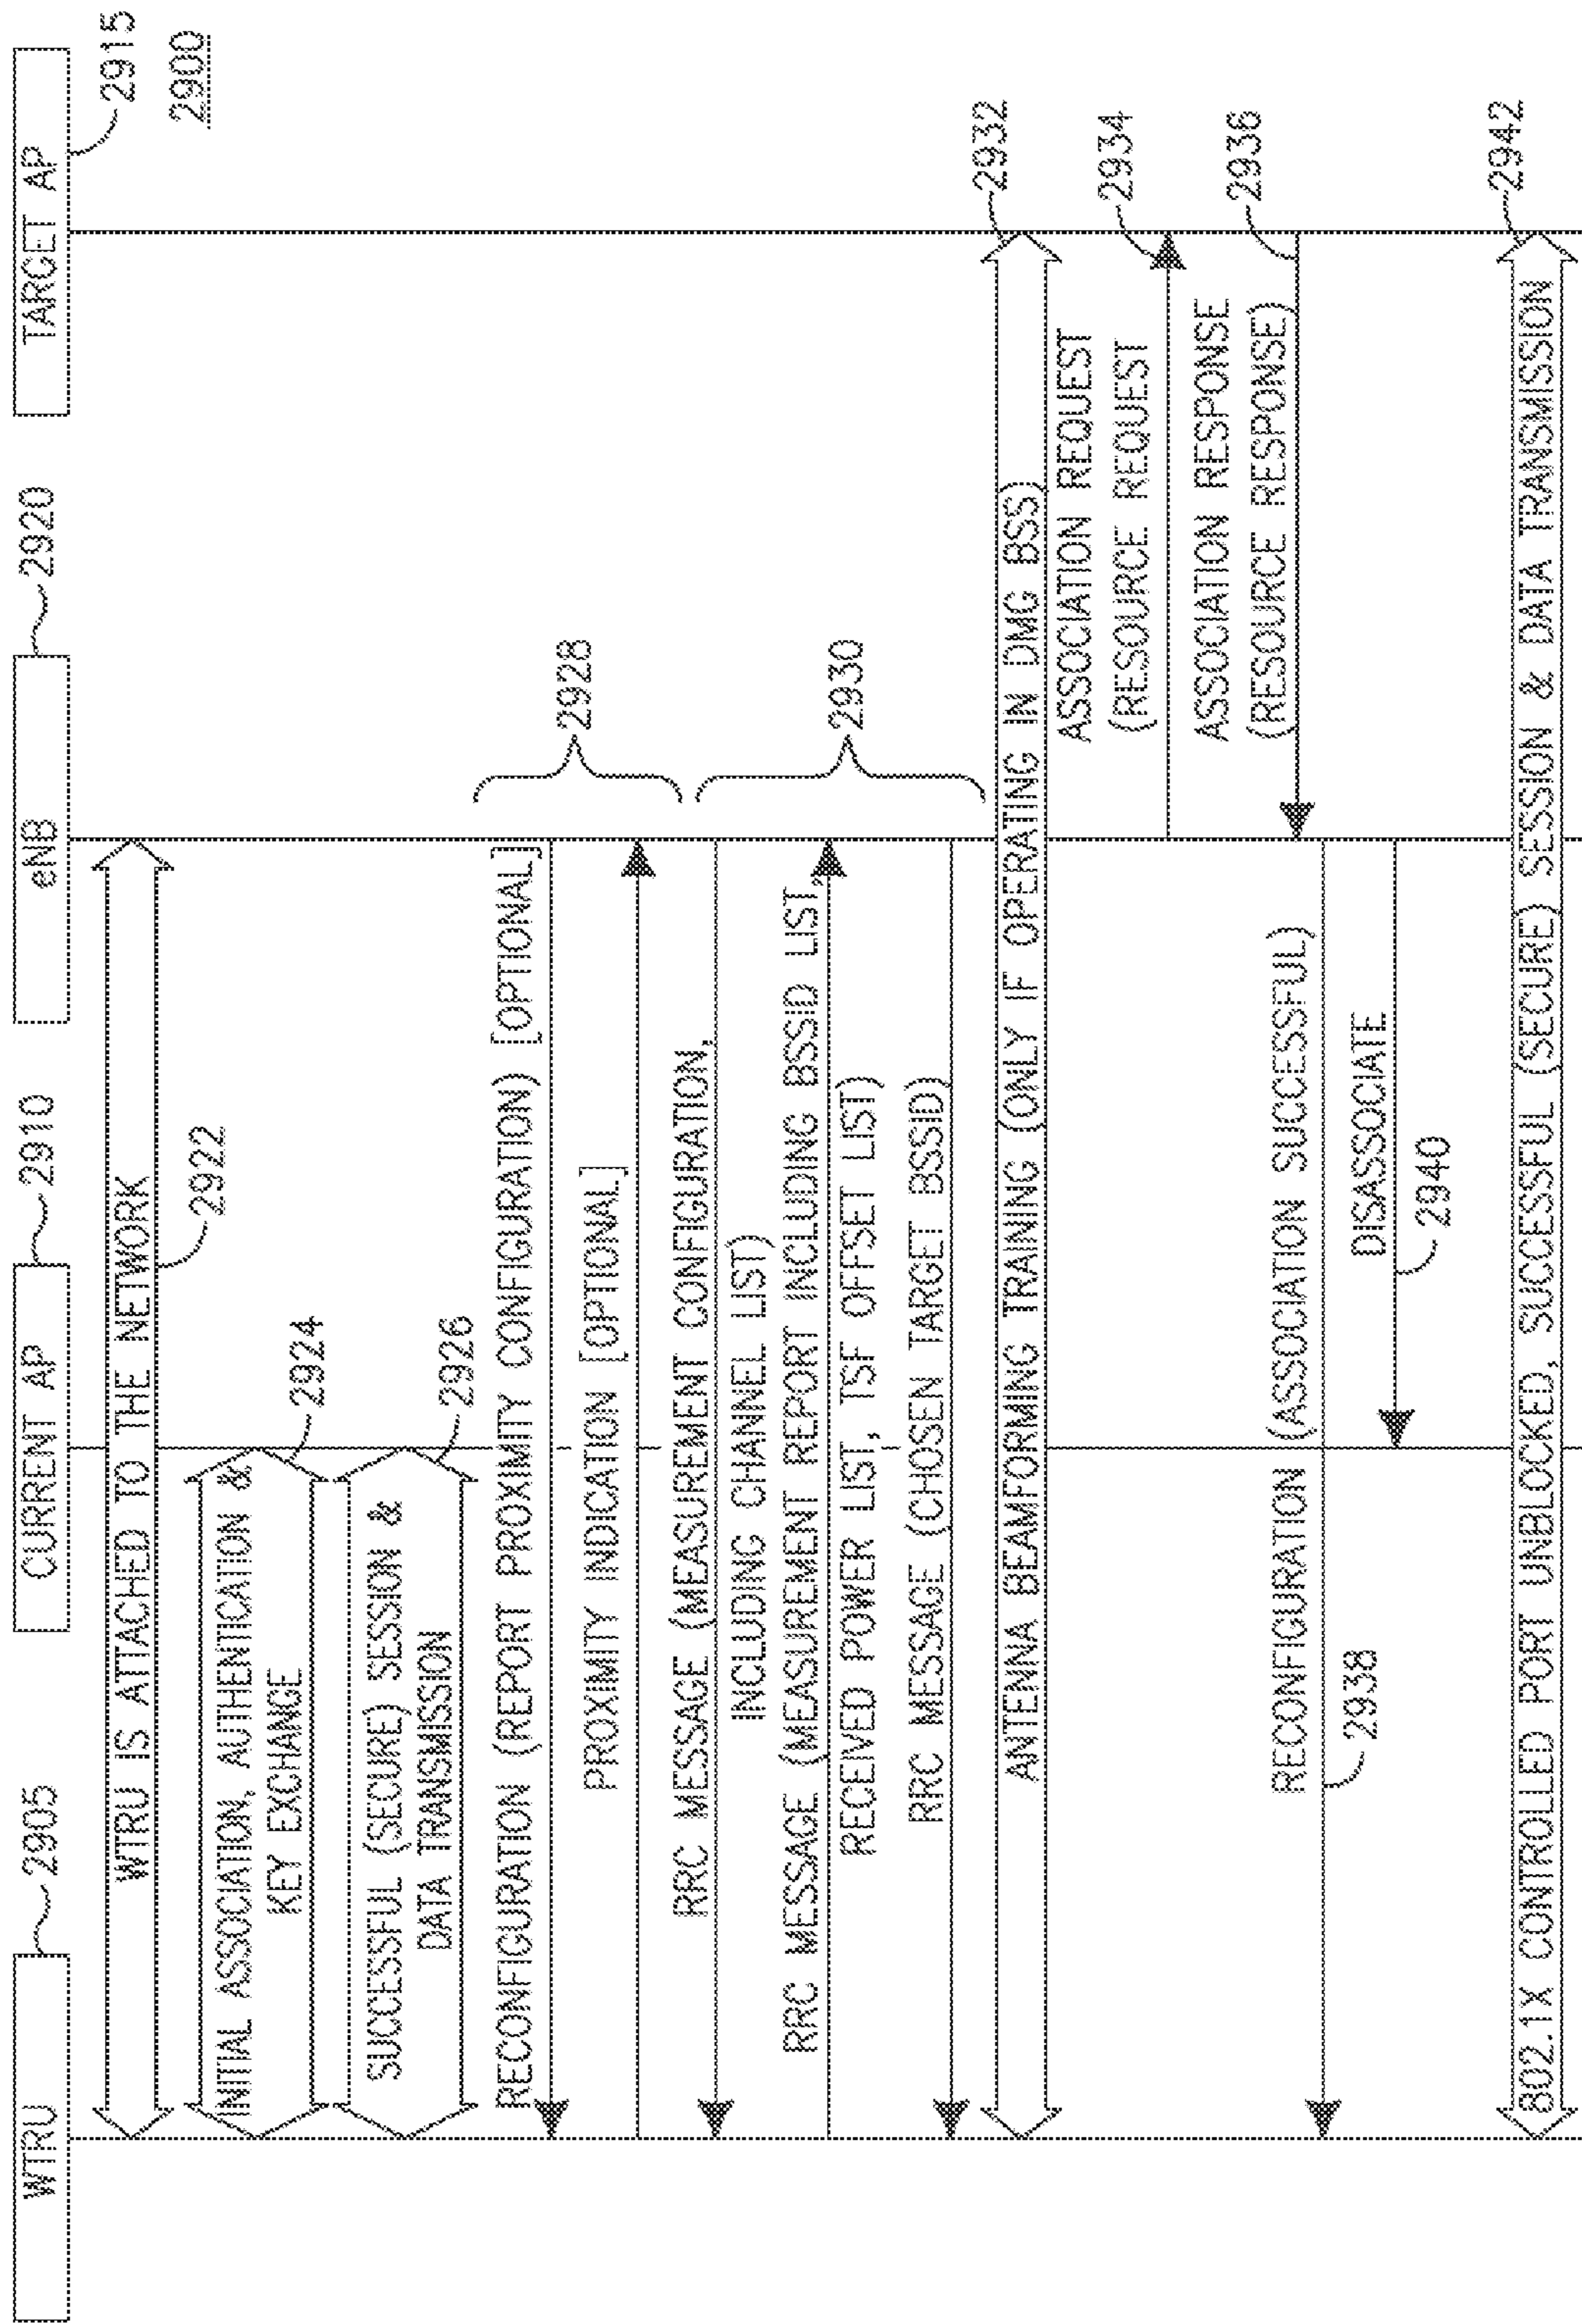 WTRU
2905
CURRENT AP
2910
eNB
2920
TARGET AP
2915
2900
WTRU IS ATTACHED TO THE NETWORK
2922
INITIAL ASSOCIATION, AUTHENTICATION &
KEY EXCHANGE
2924
SUCCESSFUL (SECURE) SESSION &
DATA TRANSMISSION
2926
RECONFIGURATION (REPORT PROXIMITY CONFIGURATION) [OPTIONAL]
PROXIMITY INDICATION [OPTIONAL]
2928
RRC MESSAGE (MEASUREMENT CONFIGURATION,
INCLUDING CHANNEL LIST)
RRC MESSAGE (MEASUREMENT REPORT INCLUDING BSSID LIST,
RECEIVED POWER LIST, TSF OFFSET LIST)
RRC MESSAGE (CHOSEN TARGET BSSID)
2930
ANTENNA BEAMFORMING TRAINING (ONLY IF OPERATING IN DMG BSS)
2932
ASSOCIATION REQUEST
(RESOURCE REQUEST
2934
ASSOCIATION RESPONSE
(RESOURCE RESPONSE)
2936
RECONFIGURATION (ASSOCIATION SUCCESSFUL)
2938
DISASSOCIATE
2940
802.1X CONTROLLED PORT UNBLOCKED, SUCCESSFUL (SECURE) SESSION & DATA TRANSMISSION
2942